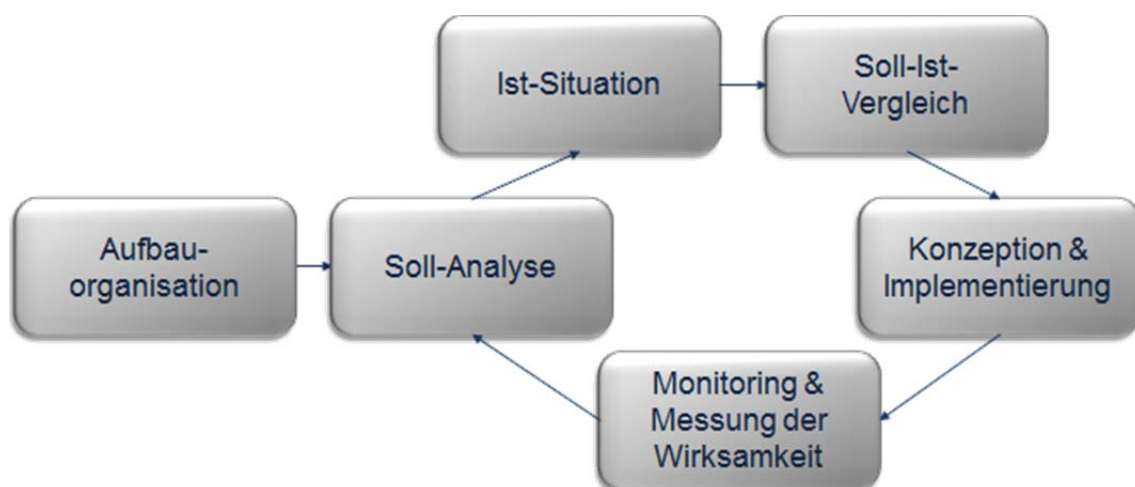 Ist-Situation
Soll-Ist-
Vergleich
Aufbau-
organisation
Soll-Analyse
Konzeption &
Implementierung
Monitoring &
Messung der
Wirksamkeit